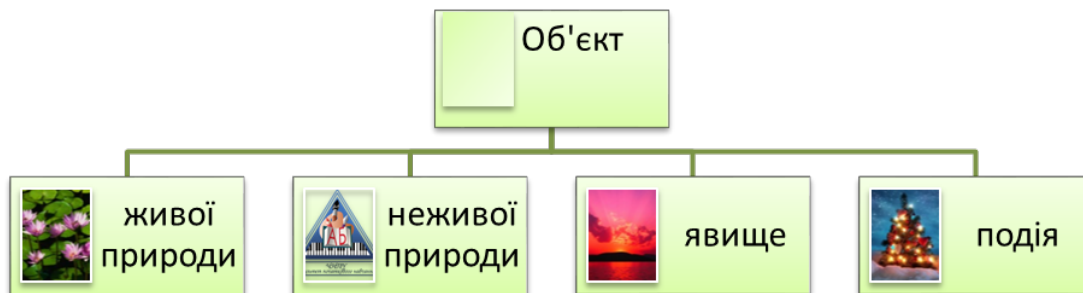 Об'єкт
живої
природи
неживої
природи
явище
подія